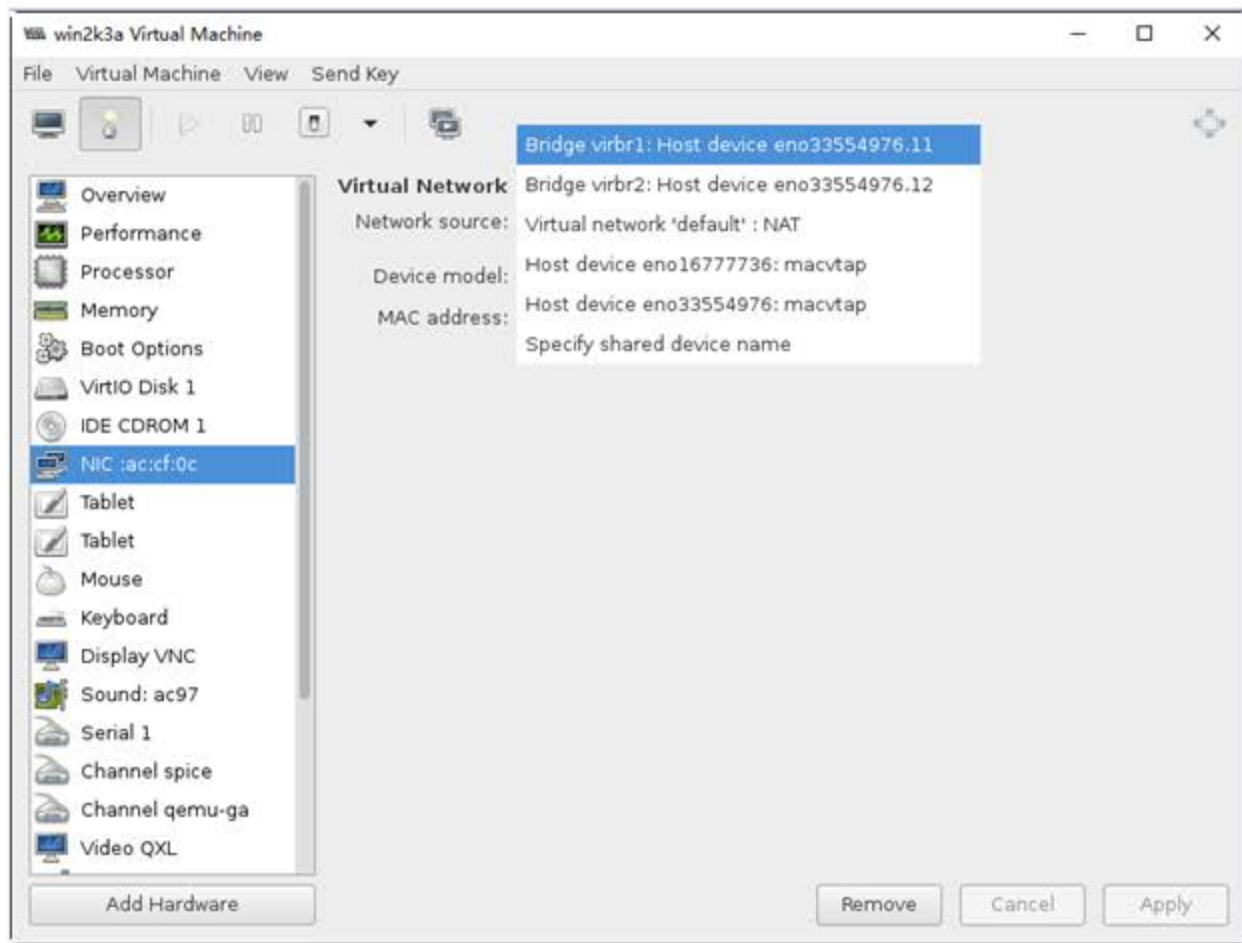 win2k3a Virtual Machine
File Virtual Machine View Send Key
Overview
Performance
Processor
Memory
Boot Options
VirtIO Disk 1
IDE CDROM 1
NIC :ac:cf:0c
Tablet
Tablet
Mouse
Keyboard
Display VNC
Sound: ac97
Serial 1
Channel spice
Channel qemu-ga
Video QXL
Add Hardware
Virtual Network
Network source:
Device model:
MAC address:
Bridge virbr1: Host device eno33554976.11
Bridge virbr2: Host device eno33554976.12
Virtual network 'default' : NAT
Host device eno16777736: macvtap
Host device eno33554976: macvtap
Specify shared device name
Remove Cancel Apply